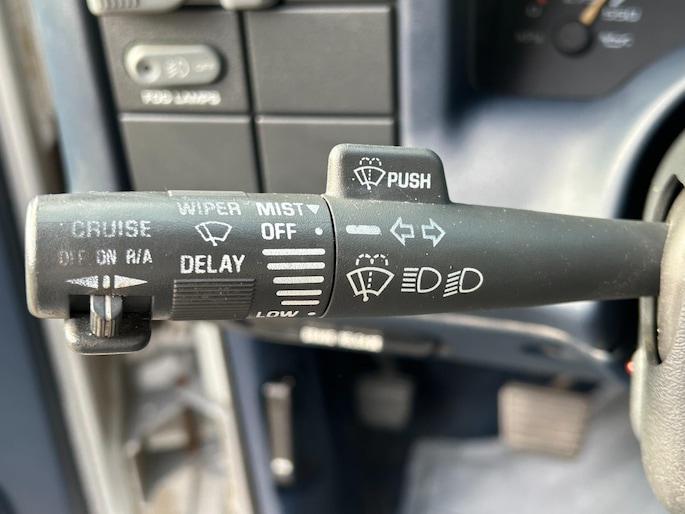 FOG LAMPS
PUSH
CRUISE
OFF ON R/A
WIPER
DELAY
MIST
OFF
LOW